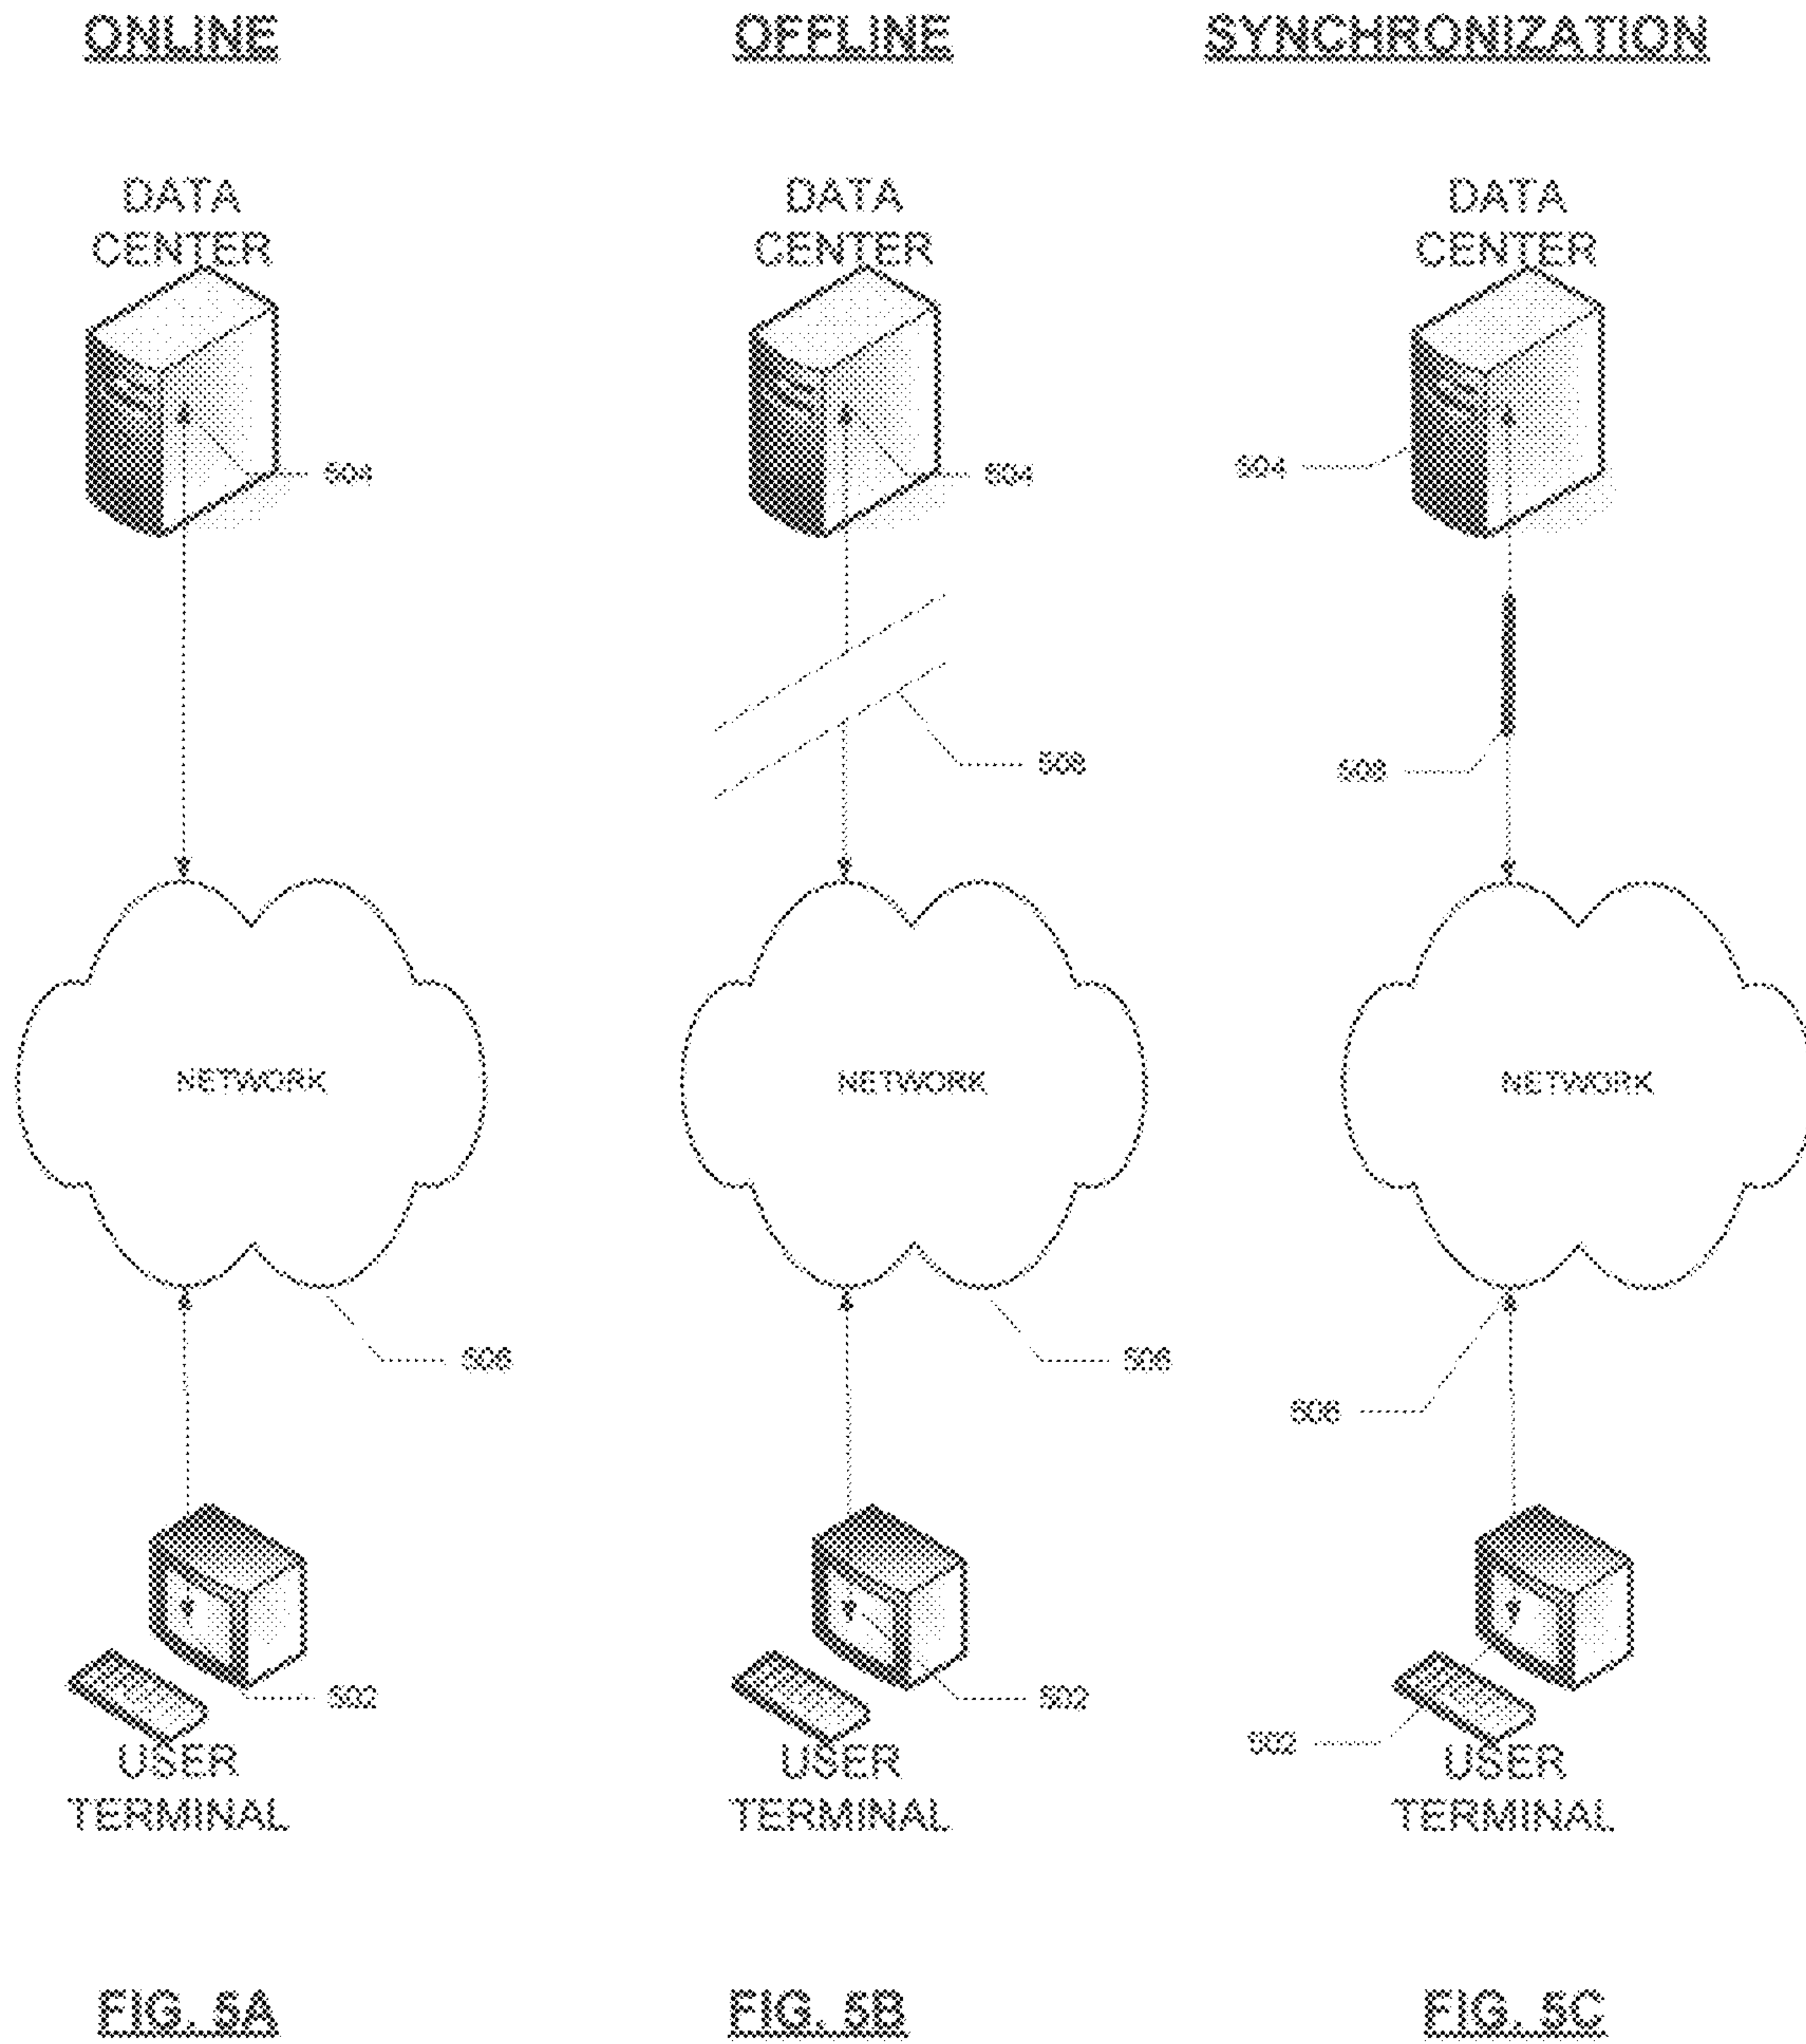 ONLINE
OFFLINE
SYNCHRONIZATION
DATA
CENTER
DATA
CENTER
DATA
CENTER
504
504
504
508
508
NETWORK
NETWORK
NETWORK
506
506
506
502
502
502
USER
TERMINAL
USER
TERMINAL
USER
TERMINAL
FIG. 5A
FIG. 5B
FIG. 5C